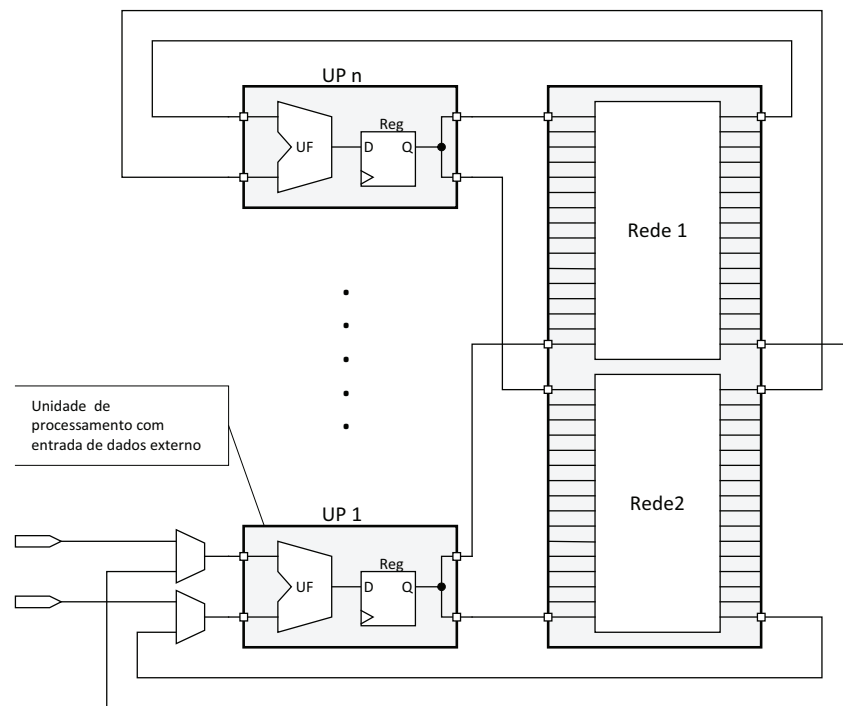 UP n
Reg
UF
D
Q
Rede 1
Unidade de
processamento com
entrada de dados externo
Rede2
UP 1
Reg
UF
D
Q